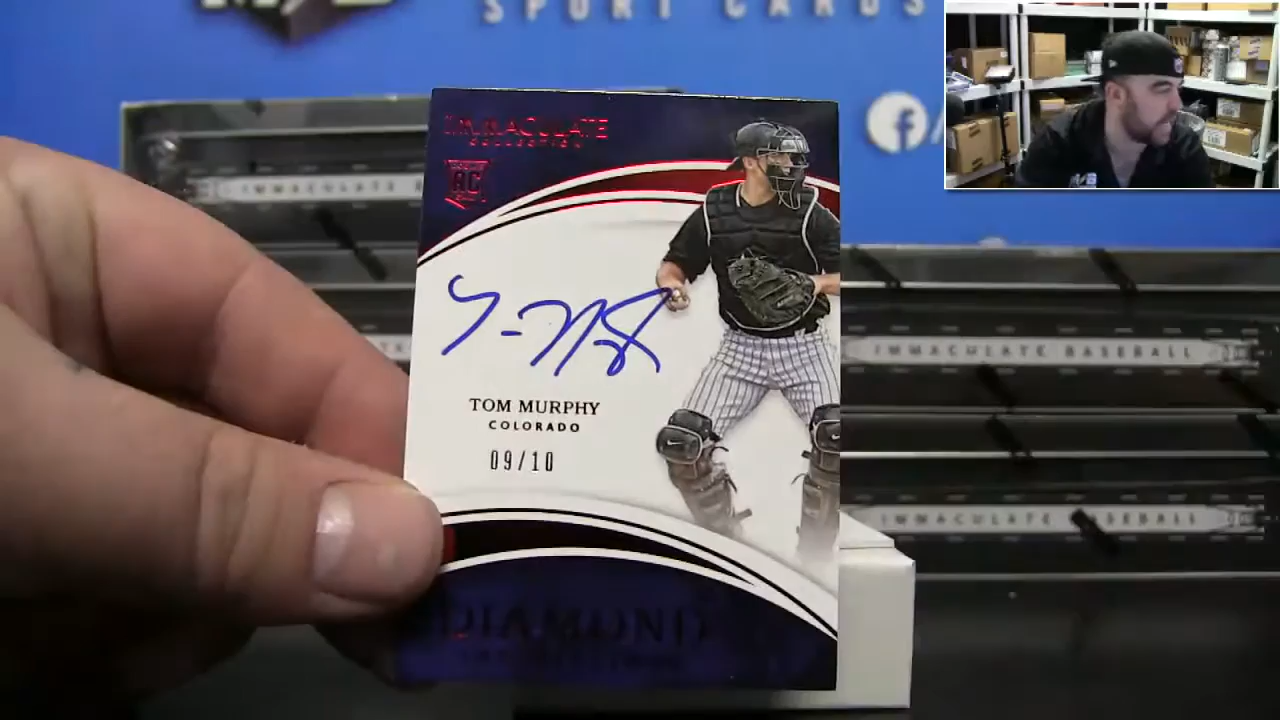 SPORT CARDS
IMMACULATE
COLLECTION
RC
TOM MURPHY
COLORADO
09/10
DIAMOND
IMMACULATE
IMMACULATE BASEBALL
IMMACULATE BASEBALL